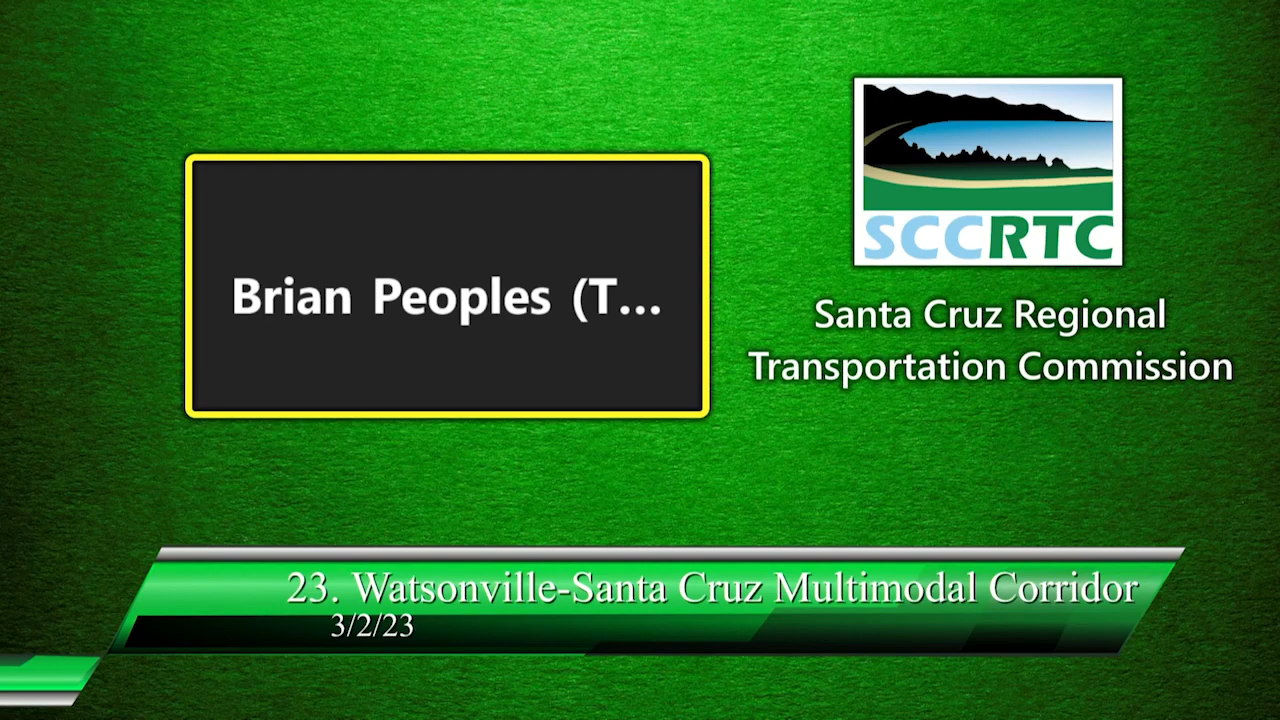 Brian Peoples (T...
SCCRTC
Santa Cruz Regional
Transportation Commission
23. Watsonville-Santa Cruz Multimodal Corridor
3/2/23